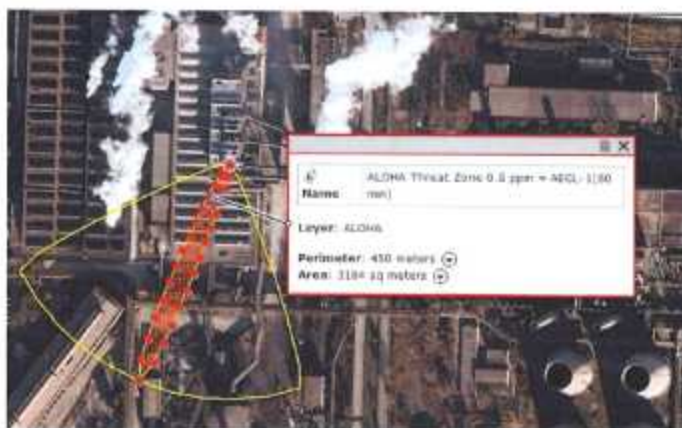 ALOHA Threat Zone 0.8 ppm = AEGL-1(60
Name
min)
Layer: ALOHA
Perimeter: 450 meters
Area: 3184 sq meters